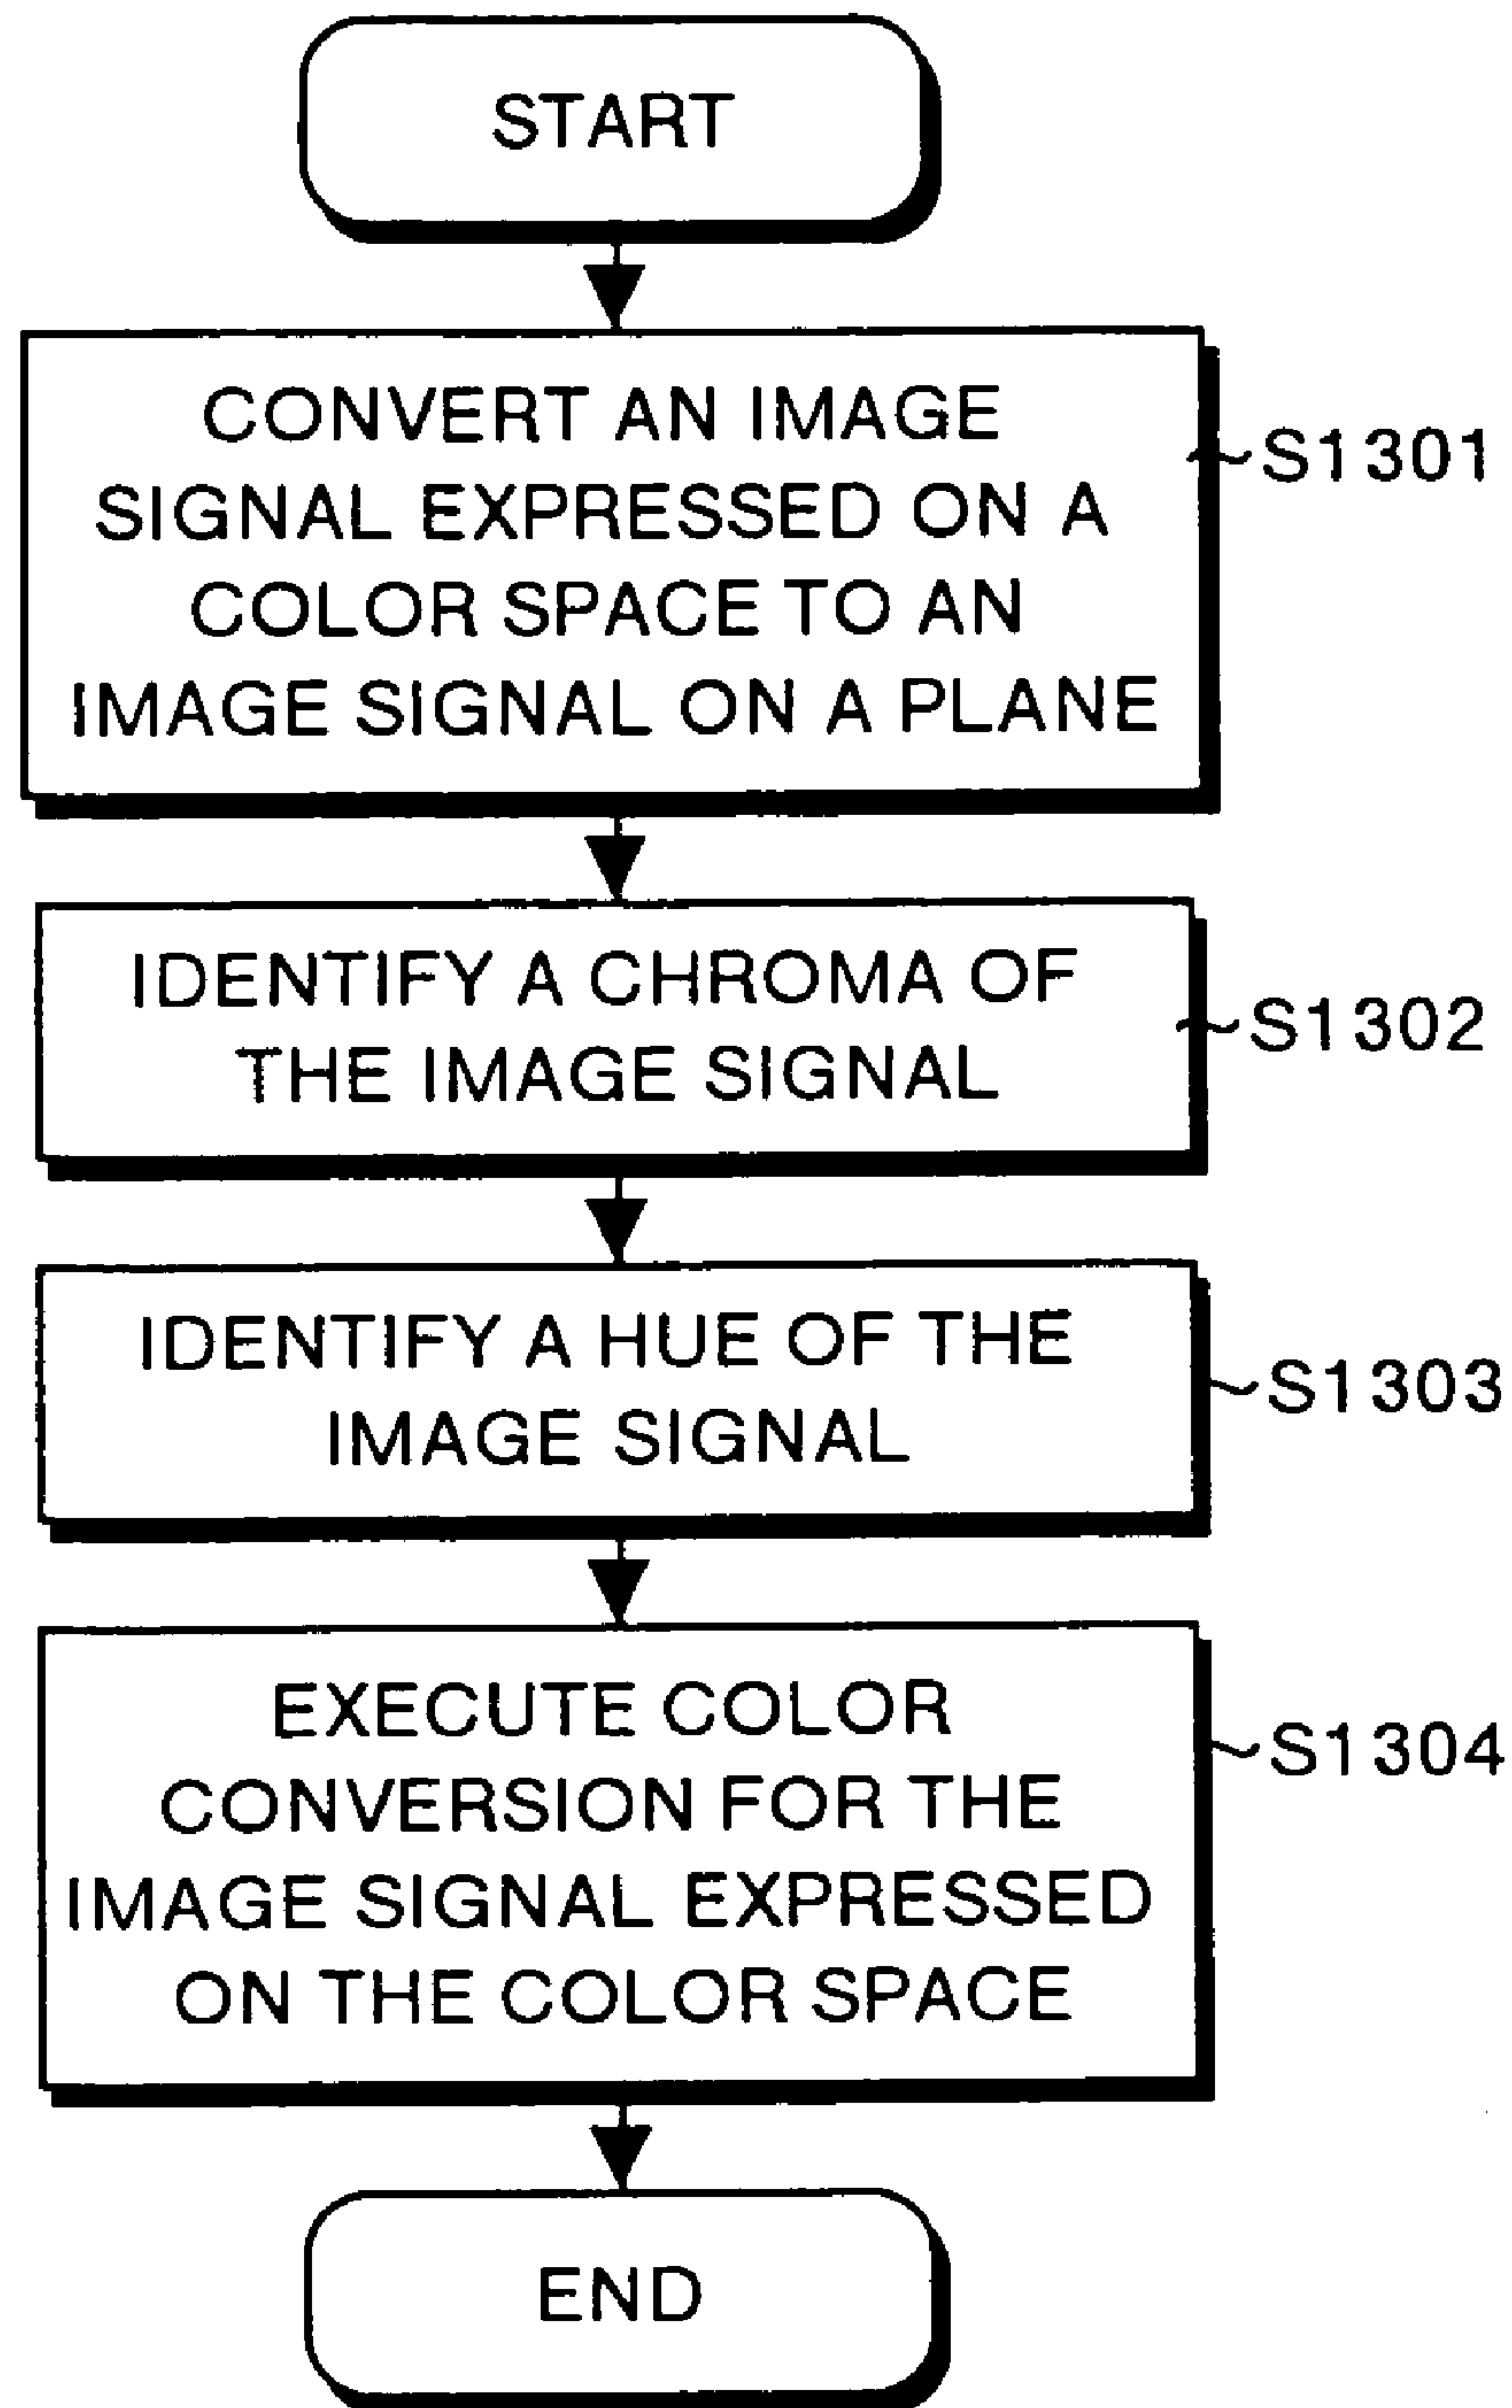 START
CONVERT AN IMAGE
SIGNAL EXPRESSED ON A
COLOR SPACE TO AN
IMAGE SIGNAL ON A PLANE
S1301
IDENTIFY A CHROMA OF
THE IMAGE SIGNAL
S1302
IDENTIFY A HUE OF THE
IMAGE SIGNAL
S1303
EXECUTE COLOR
CONVERSION FOR THE
IMAGE SIGNAL EXPRESSED
ON THE COLOR SPACE
S1304
END